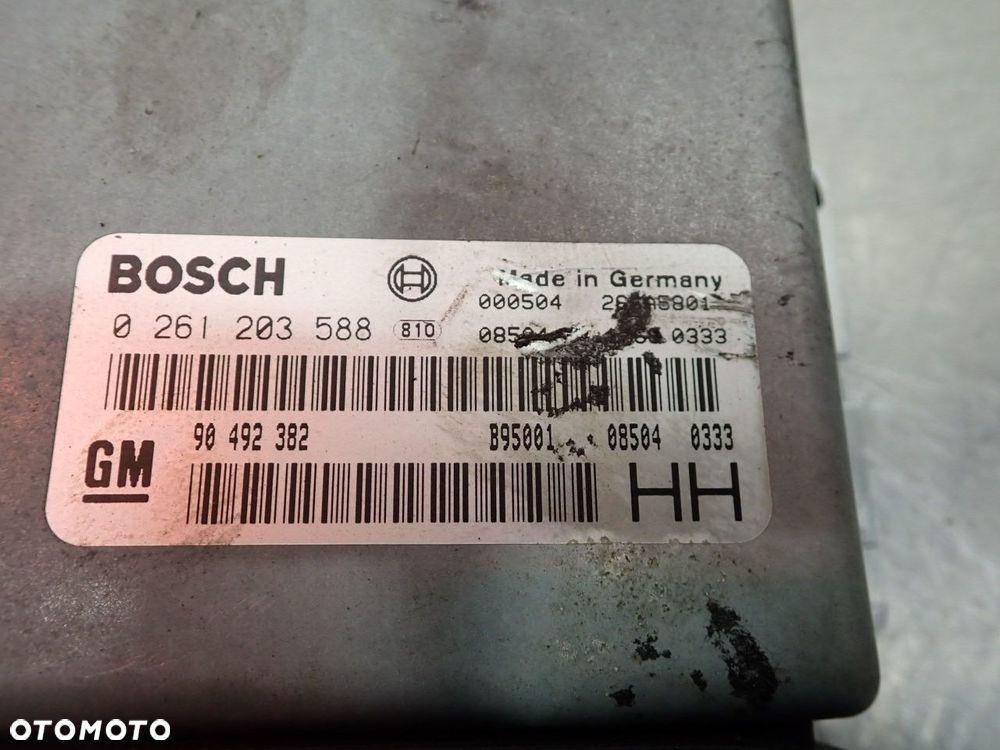 BOSCH
Made in Germany
000504
0 261 203 588 810
0333
GM
90 492 382
B95001 08504 0333
HH
OTOMOTO